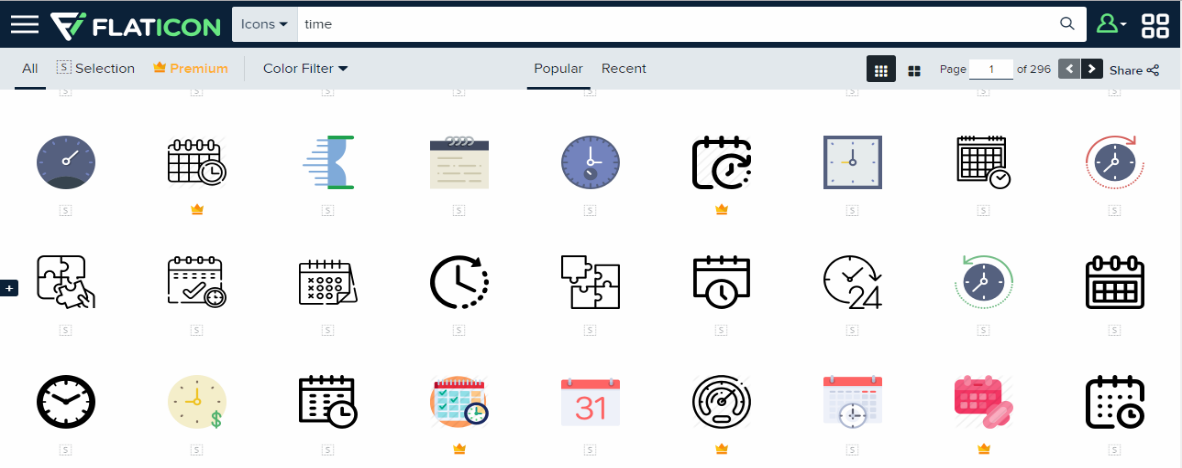 FLATICON Icons time
All S Selection Premium Color Filter Popular Recent Page 1 of 296 Share
S S S S S S S S
S S S S S S S
+
24
S S S S S S S S S
$ 31
S S S S S S